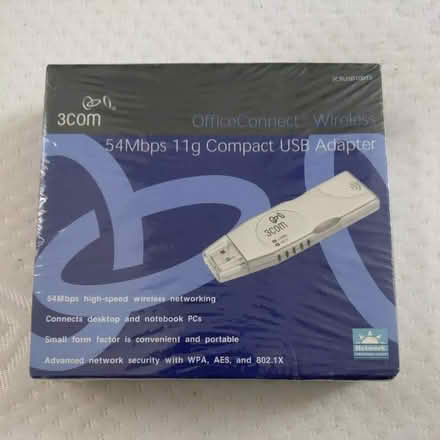 3COM
OfficeConnect Wireless
54Mbps 11g Compact USB Adapter
3COM
54Mbps high-speed wireless networking
Connects desktop and notebook PCs
Small form factor is convenient and portable
Advanced network security with WPA, AES, and 802.1X